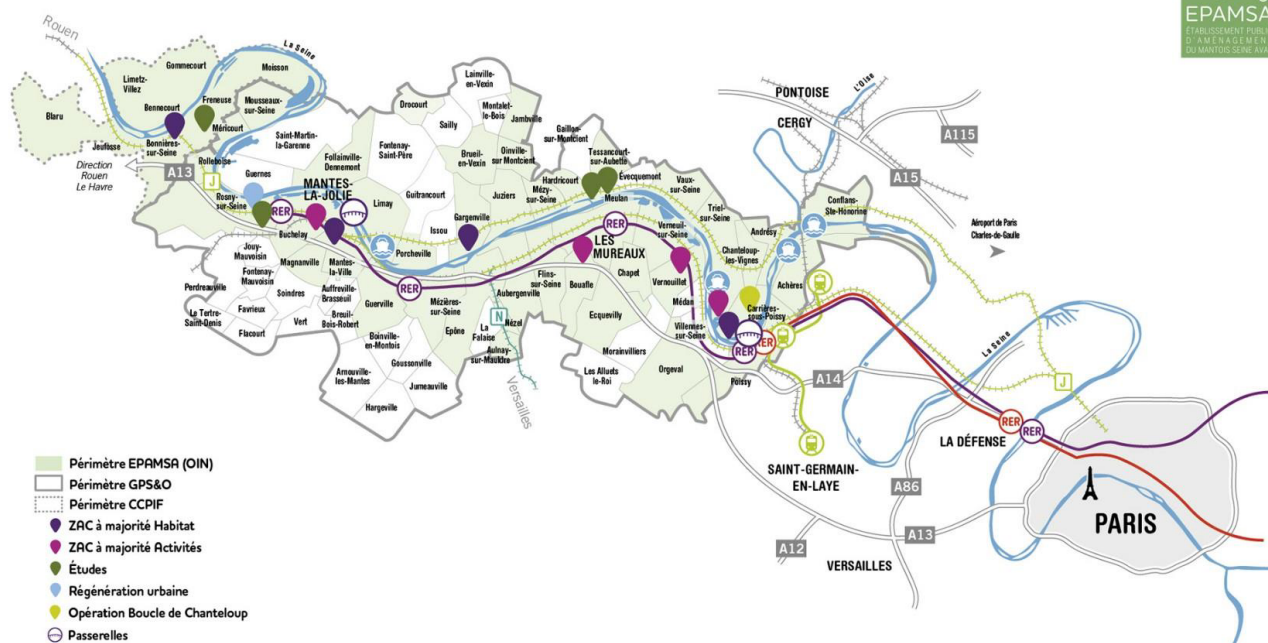 EPAMSA
ÉTABLISSEMENT PUBLIC
D'AMÉNAGEMENT
DU MANTOIS SEINE AVAL
Rouen
La Seine
Gommecourt
Moisson
Limetz-
Villez
Bennecourt
Freneuse
Mousseaux-
sur-Seine
Blaru
Méricourt
Jeufosse
Bonnières-
sur-Seine
Rolleboise
Saint-Martin-
la-Garenne
Direction
Rouen
Le Havre
A13
J
Guernes
Follainville-
Dennemont
Rosny-
sur-Seine
MANTES-
LA-JOLIE
RER
Limay
Buchelay
Drocourt
Lainville-
en-Vexin
Sailly
Montalet-
le-Bois
Jambville
Fontenay-
Saint-Père
Brueil-
en-Vexin
Oinville-
sur Montcient
Gaillon-
sur-Montcient
Tessancourt-
sur-Aubette
Guitrancourt
Juziers
Mézy-
sur-Seine
Hardricourt
Évecquemont
Meulan
Vaux-
sur-Seine
Gargenville
Issou
Porcheville
Triel-
sur-Seine
RER
LES
MUREAUX
Verneuil-
sur-Seine
Chanteloup-
les-Vignes
Andrésy
Conflans-
Ste-Honorine
PONTOISE
L'Oise
CERGY
A115
A15
Aéroport de Paris
Charles-de-Gaulle
Jouy-
Mauvoisin
Magnanville
Mantes-
la-Ville
Perdreauville
Fontenay-
Mauvoisin
Soindres
Auffreville-
Brasseuil
Guerville
RER
Le Tertre-
Saint-Denis
Favrieux
Flacourt
Vert
Breuil-
Bois-Robert
Boinville-
en-Mantois
Mézières-
sur-Seine
Epône
La
Falaise
Nézel
N
Aulnay-
sur-Mauldre
Versailles
Arnouville-
les-Mantes
Goussonville
Jumeauville
Hargeville
Aubergenville
Flins-
sur-Seine
Bouafle
Chapet
Vernouillet
Médan
Ecquevilly
Villennes-
sur-Seine
Carrières-
sous-Poissy
Achères
RER
RER
Morainvilliers
Les Alluets
le-Roi
Orgeval
Poissy
A14
La Seine
J
SAINT-GERMAIN-
EN-LAYE
LA DÉFENSE
RER
RER
A86
PARIS
A13
A12
VERSAILLES
Périmètre EPAMSA (OIN)
Périmètre GPS&O
Périmètre CCPIF
ZAC à majorité Habitat
ZAC à majorité Activités
Études
Régénération urbaine
Opération Boucle de Chanteloup
Passerelles